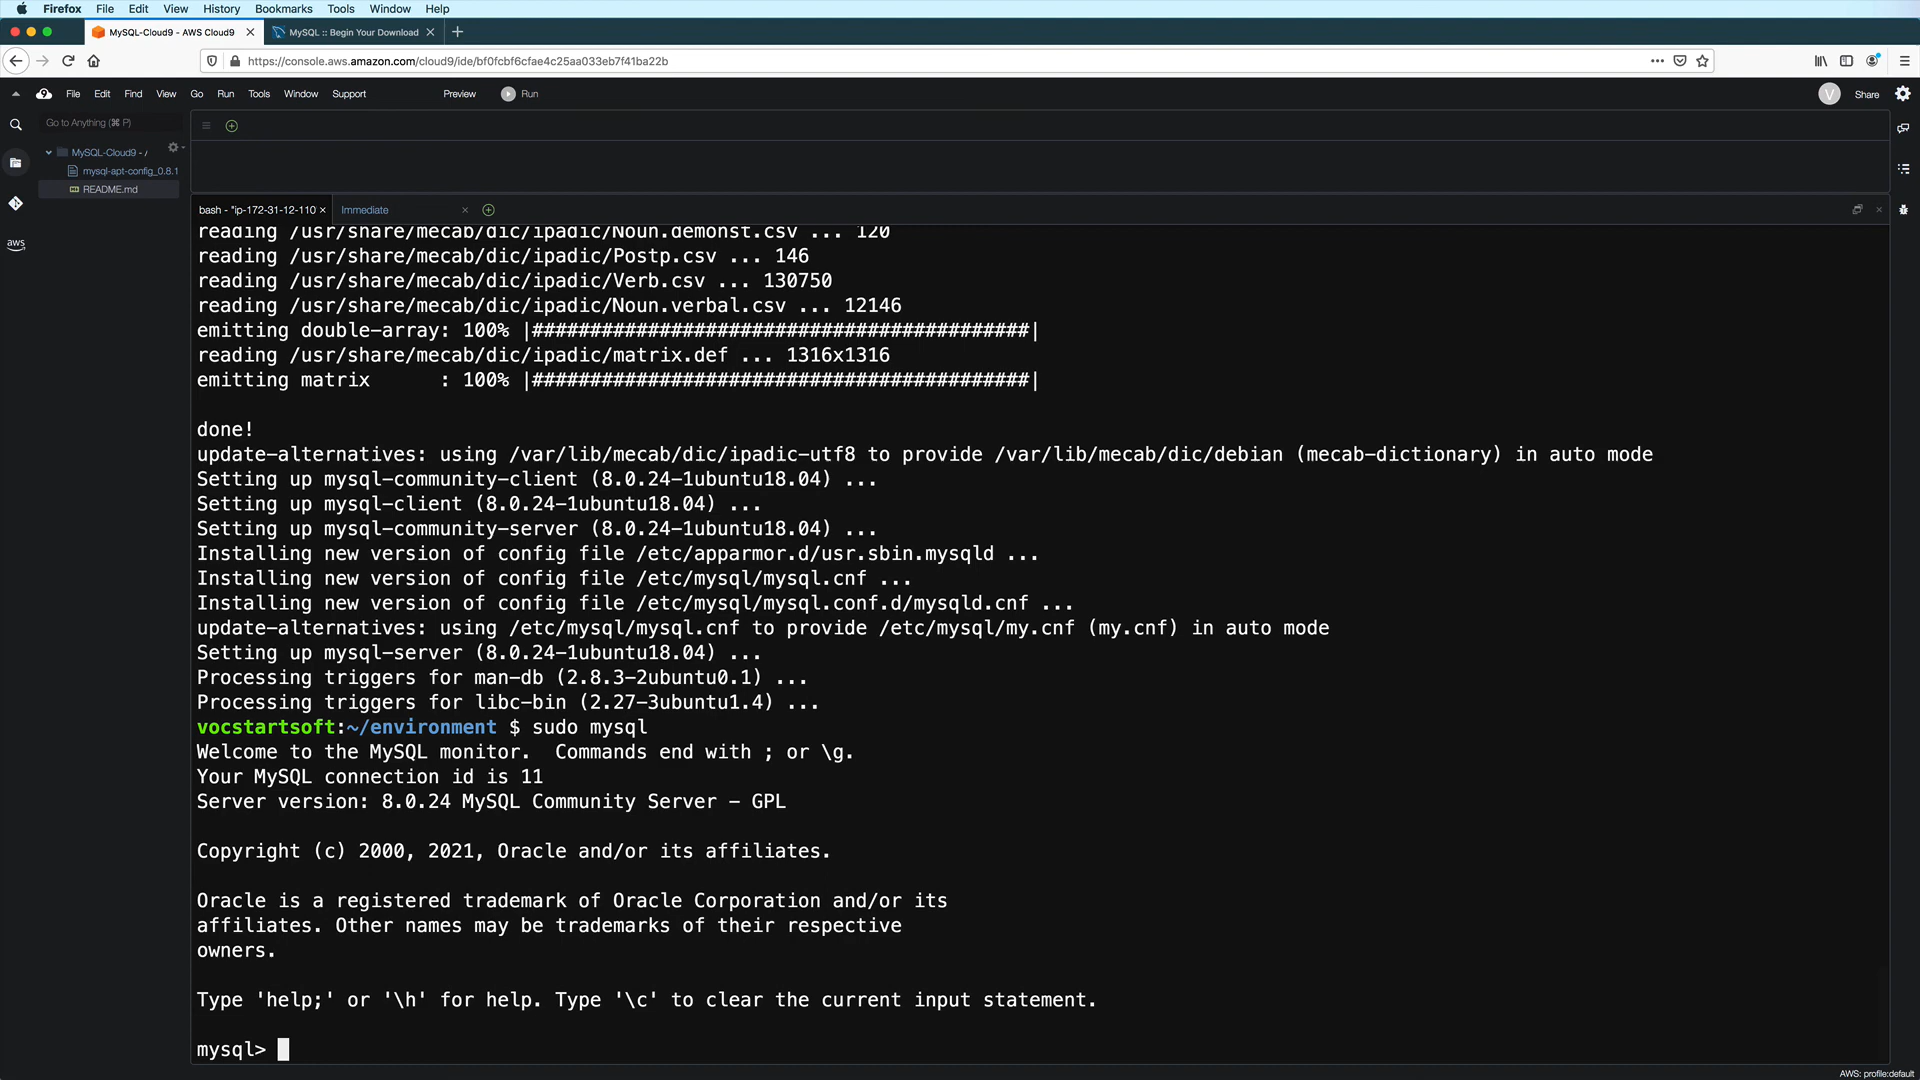 Firefox File Edit View History Bookmarks Tools Window Help
MySQL-Cloud9 - AWS Cloud9 MySQL :: Begin Your Download
https://console.aws.amazon.com/cloud9/ide/bf0fcbf6cfae4c25aa033eb7f41ba22b
File Edit Find View Go Run Tools Window Support Preview Run V Share
Go to Anything (⌘ P)
MySQL-Cloud9 - /
mysql-apt-config_0.8.1
README.md
aws
bash - "ip-172-31-12-110 Immediate
reading /usr/share/mecab/dic/ipadic/Noun.demonst.csv ... 120
reading /usr/share/mecab/dic/ipadic/Postp.csv ... 146
reading /usr/share/mecab/dic/ipadic/Verb.csv ... 130750
reading /usr/share/mecab/dic/ipadic/Noun.verbal.csv ... 12146
emitting double-array: 100% |###########################################|
reading /usr/share/mecab/dic/ipadic/matrix.def ... 1316x1316
emitting matrix      : 100% |###########################################|
done!
update-alternatives: using /var/lib/mecab/dic/ipadic-utf8 to provide /var/lib/mecab/dic/debian (mecab-dictionary) in auto mode
Setting up mysql-community-client (8.0.24-1ubuntu18.04) ...
Setting up mysql-client (8.0.24-1ubuntu18.04) ...
Setting up mysql-community-server (8.0.24-1ubuntu18.04) ...
Installing new version of config file /etc/apparmor.d/usr.sbin.mysqld ...
Installing new version of config file /etc/mysql/mysql.cnf ...
Installing new version of config file /etc/mysql/mysql.conf.d/mysqld.cnf ...
update-alternatives: using /etc/mysql/mysql.cnf to provide /etc/mysql/my.cnf (my.cnf) in auto mode
Setting up mysql-server (8.0.24-1ubuntu18.04) ...
Processing triggers for man-db (2.8.3-2ubuntu0.1) ...
Processing triggers for libc-bin (2.27-3ubuntu1.4) ...
vocstartsoft:~/environment $ sudo mysql
Welcome to the MySQL monitor.  Commands end with ; or \g.
Your MySQL connection id is 11
Server version: 8.0.24 MySQL Community Server - GPL
Copyright (c) 2000, 2021, Oracle and/or its affiliates.
Oracle is a registered trademark of Oracle Corporation and/or its
affiliates. Other names may be trademarks of their respective
owners.
Type 'help;' or '\h' for help. Type '\c' to clear the current input statement.
mysql>
AWS: profile:default